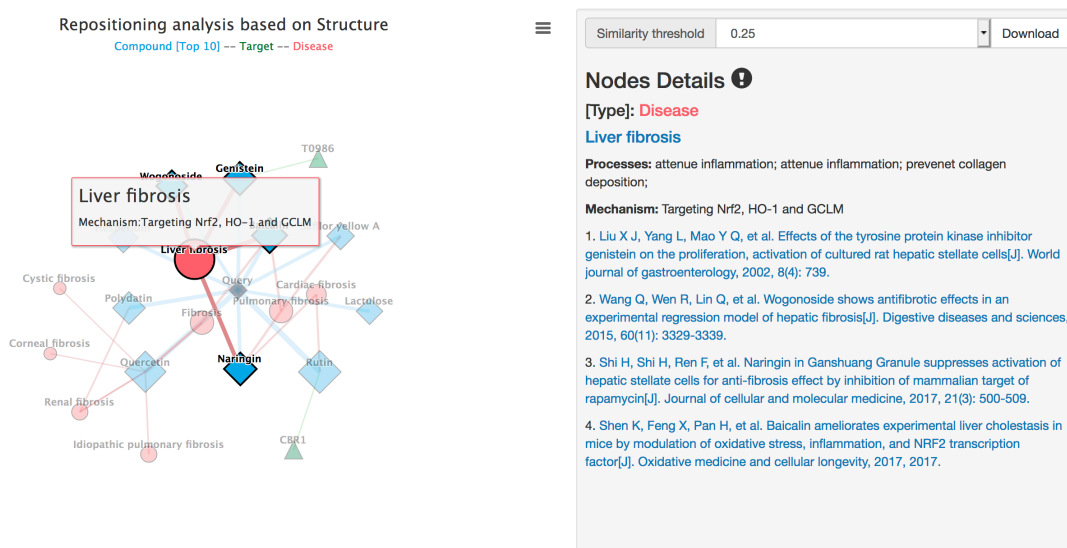 Repositioning analysis based on Structure
Compound [Top 10] -- Target -- Disease
T0986
Genistein
Wogonoside
Liver fibrosis
Mechanism:Targeting Nrf2, HO-1 and GCLM
lor yellow A
Liver fibrosis
Cystic fibrosis
Query
Cardiac fibrosis
Polydatin
Pulmonary fibrosis
Lactolose
Fibrosis
Corneal fibrosis
Quercetin
Naringin
Rutin
Renal fibrosis
Idiopathic pulmonary fibrosis
CBR1
Similarity threshold
0.25
Download
Nodes Details
[Type]: Disease
Liver fibrosis
Processes: attenue inflammation; attenue inflammation; prevenet collagen
deposition;
Mechanism: Targeting Nrf2, HO-1 and GCLM
1. Liu X J, Yang L, Mao Y Q, et al. Effects of the tyrosine protein kinase inhibitor
genistein on the proliferation, activation of cultured rat hepatic stellate cells[J]. World
journal of gastroenterology, 2002, 8(4): 739.
2. Wang Q, Wen R, Lin Q, et al. Wogonoside shows antifibrotic effects in an
experimental regression model of hepatic fibrosis[J]. Digestive diseases and sciences,
2015, 60(11): 3329-3339.
3. Shi H, Shi H, Ren F, et al. Naringin in Ganshuang Granule suppresses activation of
hepatic stellate cells for anti-fibrosis effect by inhibition of mammalian target of
rapamycin[J]. Journal of cellular and molecular medicine, 2017, 21(3): 500-509.
4. Shen K, Feng X, Pan H, et al. Baicalin ameliorates experimental liver cholestasis in
mice by modulation of oxidative stress, inflammation, and NRF2 transcription
factor[J]. Oxidative medicine and cellular longevity, 2017, 2017.